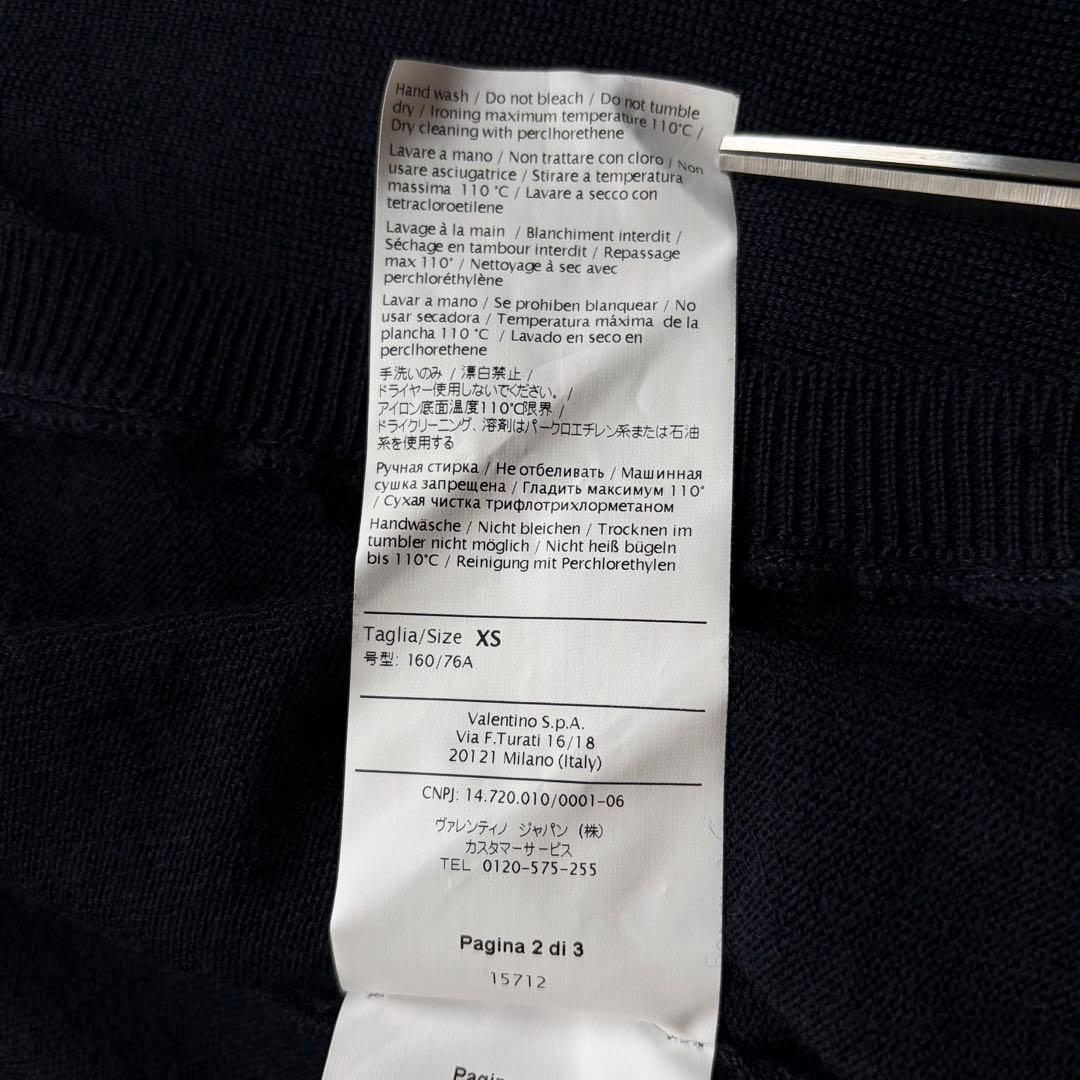 Hand wash / Do not bleach / Do not tumble
dry / Ironing maximum temperature 110°C /
Dry cleaning with perclhorethene
Lavare a mano / Non trattare con cloro / Non
usare asciugatrice / Stirare a temperatura
massima 110 °C / Lavare a secco con
tetracloroetilene
Lavage à la main / Blanchiment interdit /
Séchage en tambour interdit / Repassage
max 110° / Nettoyage à sec avec
perchloréthylène
Lavar a mano / Se prohiben blanquear / No
usar secadora / Temperatura máxima de la
plancha 110 °C / Lavado en seco en
perclhorethene
手洗いのみ / 漂白禁止 /
ドライヤー使用しないでください。 /
アイロン底面温度110℃限界 /
ドライクリーニング、溶剤はパークロエチレン系または石油
系を使用する
Ручная стирка / Не отбеливать / Машинная
сушка запрещена / Гладить максимум 110°
/ Сухая чистка трифлотрихлорметаном
Handwäsche / Nicht bleichen / Trocknen im
tumbler nicht möglich / Nicht heiß bügeln
bis 110°C / Reinigung mit Perchlorethylen
Taglia/Size XS
号型: 160/76A
Valentino S.p.A.
Via F.Turati 16/18
20121 Milano (Italy)
CNPJ: 14.720.010/0001-06
ヴァレンティノ ジャパン (株)
カスタマーサービス
TEL 0120-575-255
Pagina 2 di 3
15712